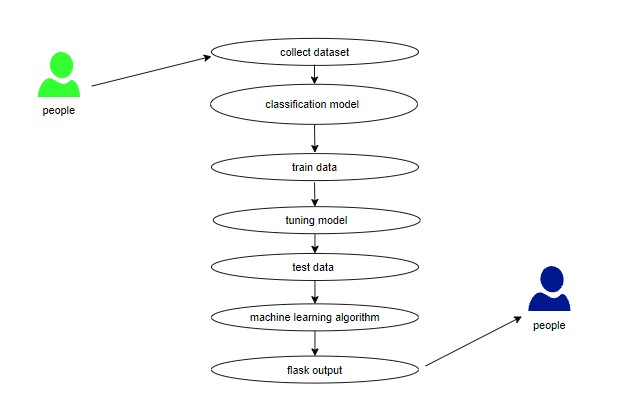 collect dataset
people
classification model
train data
tuning model
test data
machine learning algorithm
people
flask output